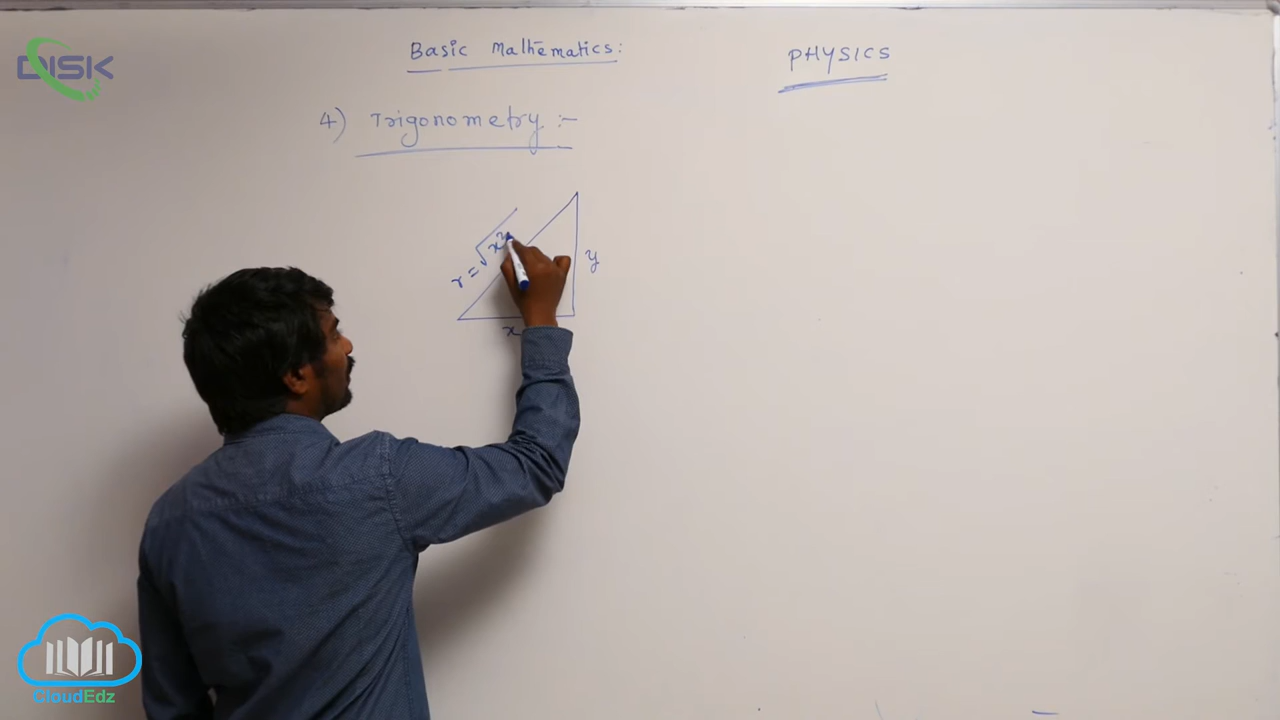 DISK
Basic Mathematics:
PHYSICS
4) Trigonometry :-
r = √x²
y
x
CloudEdz